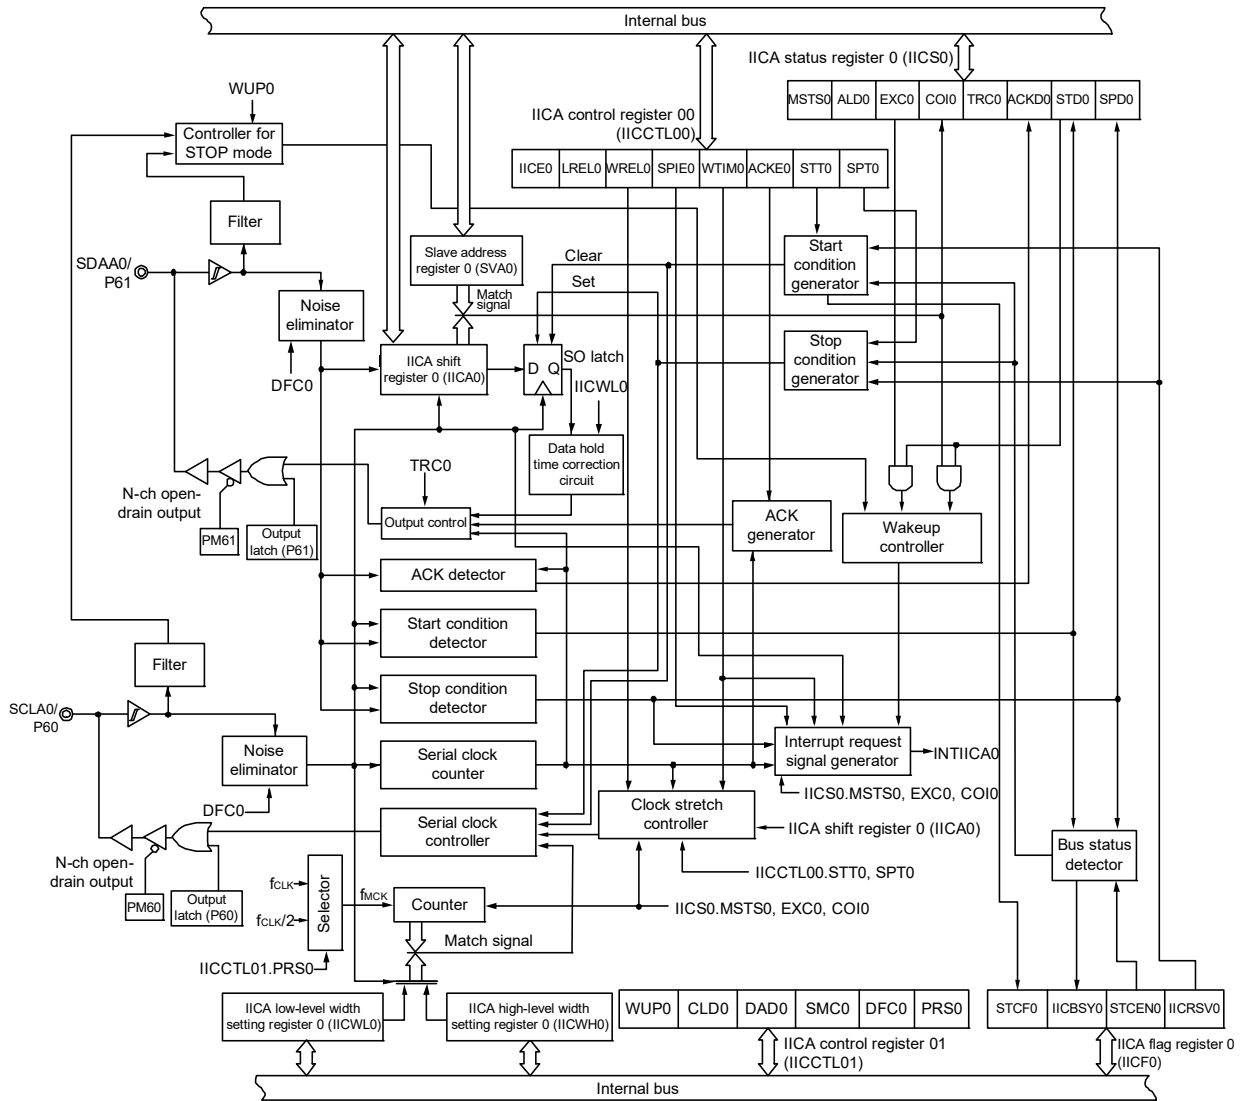 Internal bus
IICA status register 0 (IICS0)
MSTS0 ALD0 EXC0 COI0 TRC0 ACKD0 STD0 SPD0
WUP0
Controller for
STOP mode
IICA control register 00
(IICCTL00)
IICE0 LREL0 WREL0 SPIE0 WTIM0 ACKE0 STT0 SPT0
Filter
SDAA0/
P61
Slave address
register 0 (SVA0)
Clear
Set
Match
signal
Start
condition
generator
Noise
eliminator
DFC0
IICA shift
register 0 (IICA0)
D Q
SO latch
IICWL0
Stop
condition
generator
Data hold
time correction
circuit
TRC0
N-ch open-
drain output
PM61
Output
latch (P61)
Output control
ACK
generator
Wakeup
controller
ACK detector
Start condition
detector
Filter
Stop condition
detector
SCLA0/
P60
Noise
eliminator
DFC0
Serial clock
counter
Interrupt request
signal generator
INTIICA0
IICS0.MSTS0, EXC0, COI0
Clock stretch
controller
IICA shift register 0 (IICA0)
Serial clock
controller
Bus status
detector
N-ch open-
drain output
PM60
Output
latch (P60)
IICCTL00.STT0, SPT0
fCLK
fCLK/2
Selector
fMCK
Counter
IICS0.MSTS0, EXC0, COI0
Match signal
IICCTL01.PRS0
IICA low-level width
setting register 0 (IICWL0)
IICA high-level width
setting register 0 (IICWH0)
WUP0 CLD0 DAD0 SMC0 DFC0 PRS0
IICA control register 01
(IICCTL01)
STCF0 IICBSY0 STCEN0 IICRSV0
IICA flag register 0
(IICF0)
Internal bus